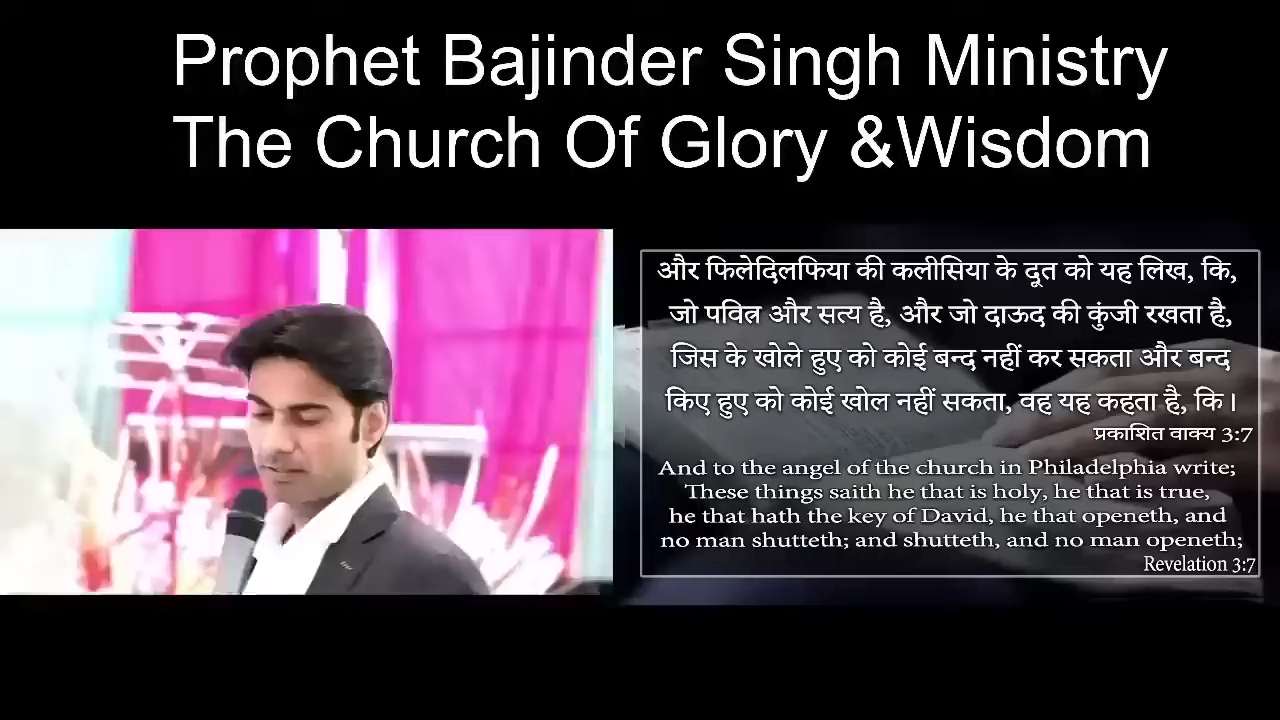 Prophet Bajinder Singh Ministry
The Church Of Glory &Wisdom
और फिलेदिलफिया की कलीसिया के दूत को यह लिख, कि,
जो पवित्र और सत्य है, और जो दाऊद की कुंजी रखता है,
जिस के खोले हुए को कोई बन्द नहीं कर सकता और बन्द
किए हुए को कोई खोल नहीं सकता, वह यह कहता है, कि।
प्रकाशित वाक्य 3:7
And to the angel of the church in Philadelphia write;
These things saith he that is holy, he that is true,
he that hath the key of David, he that openeth, and
no man shutteth; and shutteth, and no man openeth;
Revelation 3:7